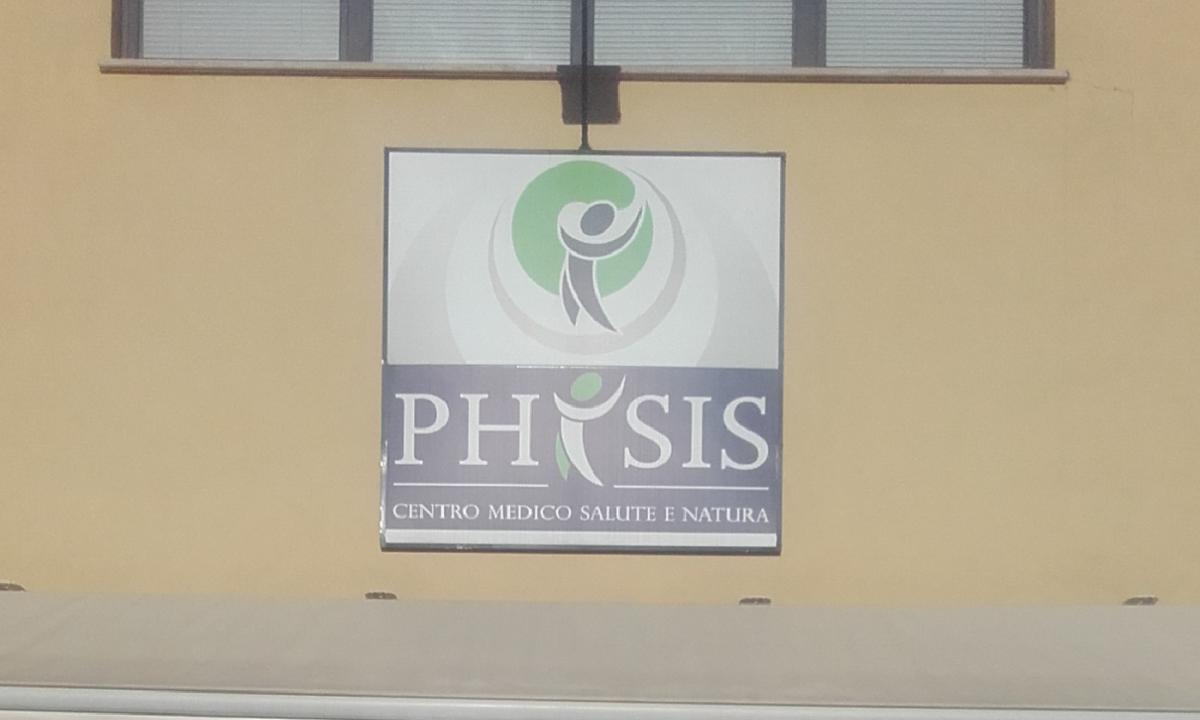 PHYSIS
CENTRO MEDICO SALUTE E NATURA